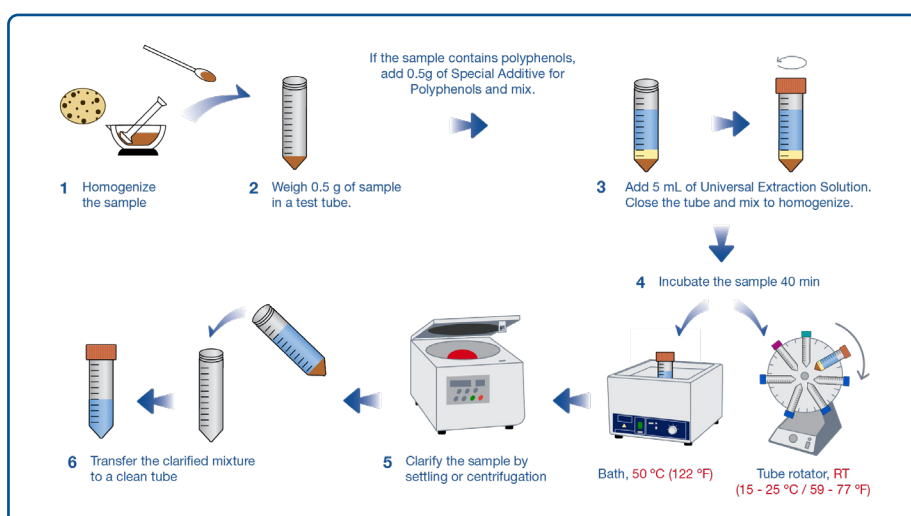 If the sample contains polyphenols,
add 0.5g of Special Additive for
Polyphenols and mix.
1 Homogenize
the sample
2 Weigh 0.5 g of sample
in a test tube.
3 Add 5 mL of Universal Extraction Solution.
Close the tube and mix to homogenize.
4 Incubate the sample 40 min
Bath, 50 ºC (122 ºF)
Tube rotator, RT
(15 - 25 ºC / 59 - 77 ºF)
5 Clarify the sample by
settling or centrifugation
6 Transfer the clarified mixture
to a clean tube